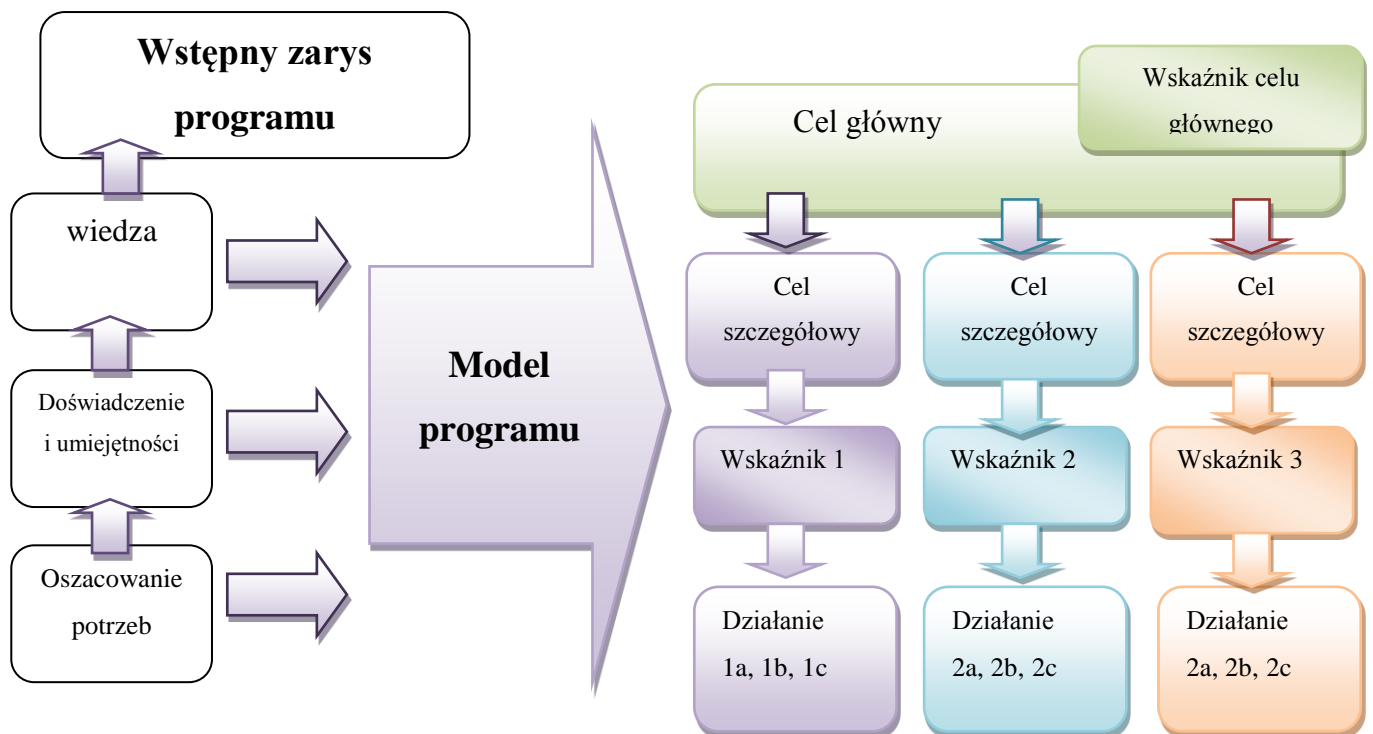 Wstępny zarys
programu
wiedza
Doświadczenie
i umiejętności
Oszacowanie
potrzeb
Model
programu
Cel główny
Wskaźnik celu
głównego
Cel
szczegółowy
Cel
szczegółowy
Cel
szczegółowy
Wskaźnik 1
Wskaźnik 2
Wskaźnik 3
Działanie
1a, 1b, 1c
Działanie
2a, 2b, 2c
Działanie
2a, 2b, 2c